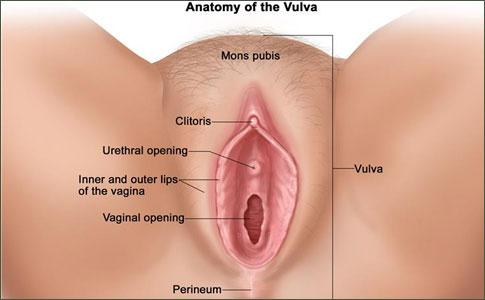 Anatomy of the Vulva
Mons pubis
Clitoris
Urethral opening
Inner and outer lips
of the vagina
Vulva
Vaginal opening
Perineum